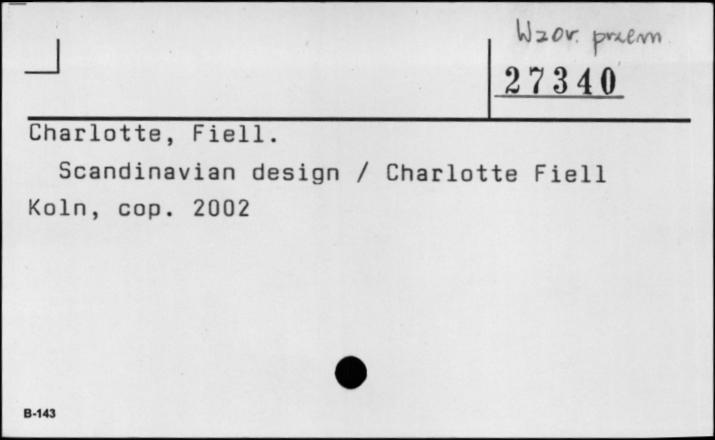 Wzor. przem
27340
Charlotte, Fiell.
Scandinavian design / Charlotte Fiell
Koln, cop. 2002
B-143